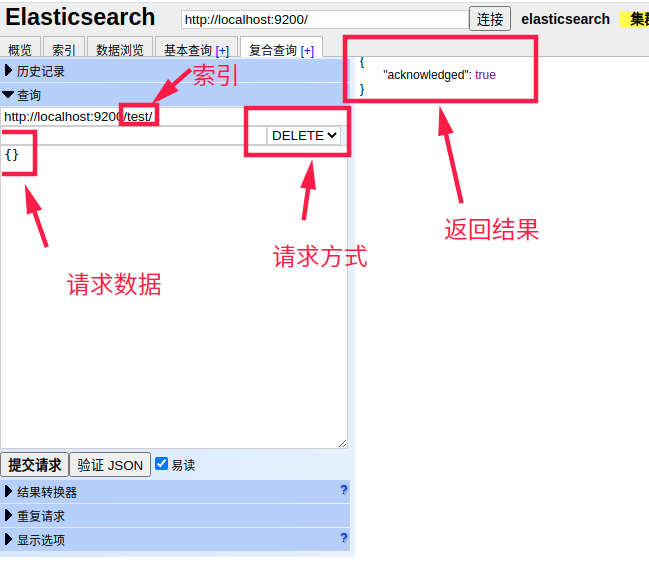 Elasticsearch
http://localhost:9200/
连接
elasticsearch
集群
概览
索引
数据浏览
基本查询 [+]
复合查询 [+]
历史记录
索引
查询
http://localhost:9200/test/
DELETE
{}
{
"acknowledged": true
}
请求数据
请求方式
返回结果
提交请求
验证 JSON
易读
结果转换器
?
重复请求
显示选项
?